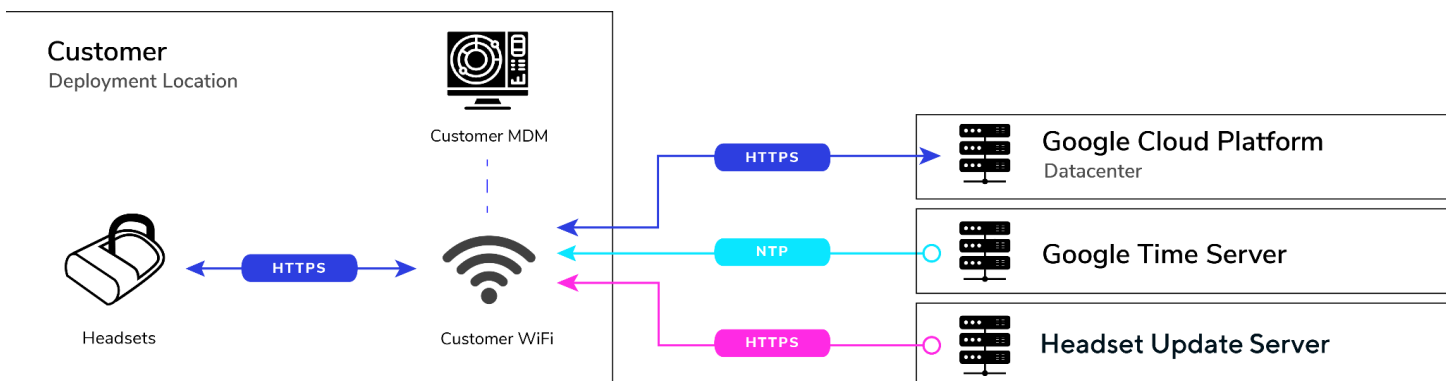 Customer
Deployment Location
Customer MDM
HTTPS
Google Cloud Platform
Datacenter
NTP
Google Time Server
HTTPS
Headsets
Customer WiFi
HTTPS
Headset Update Server